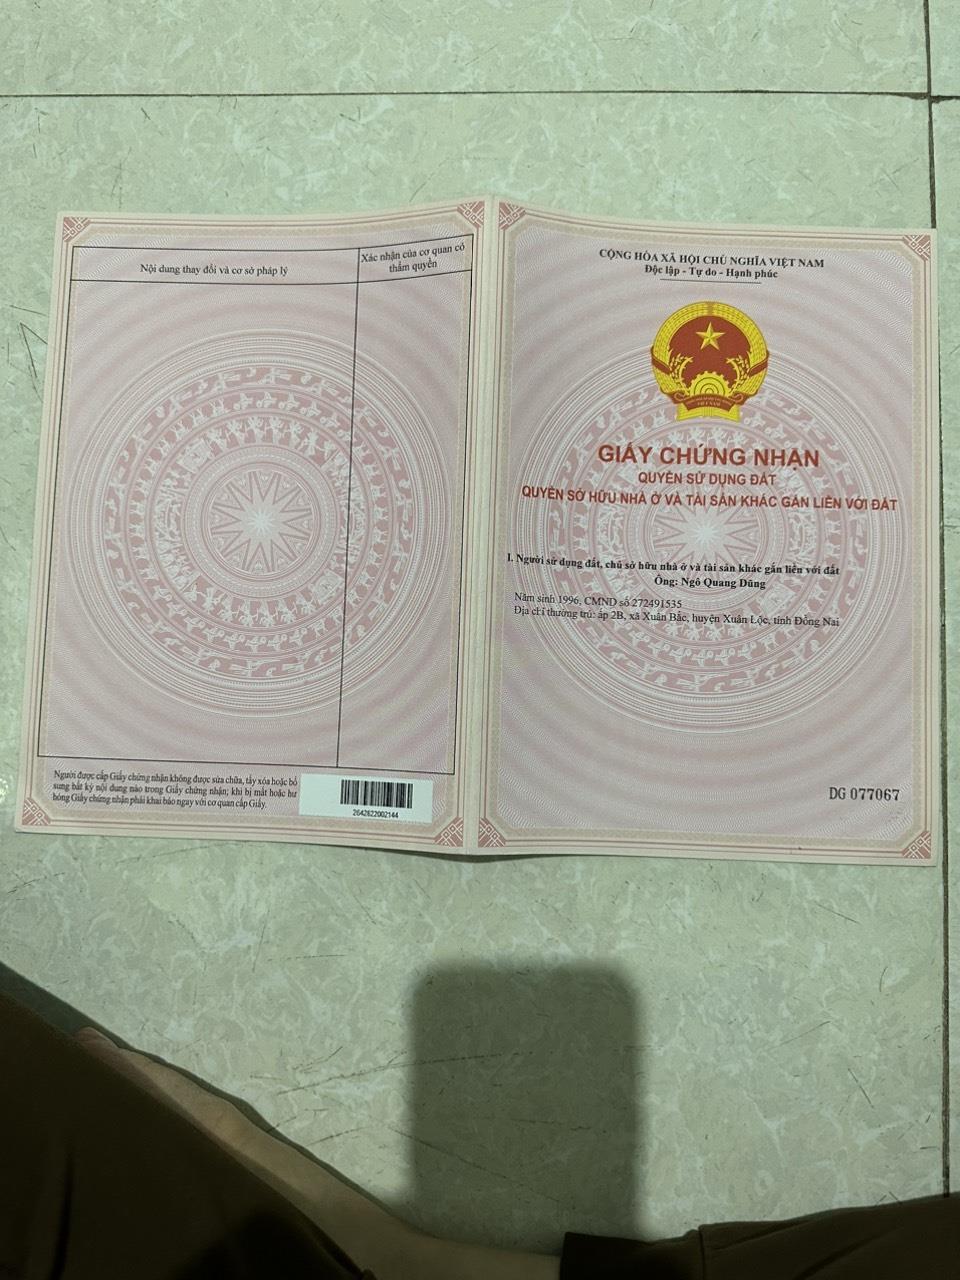 Nội dung thay đổi và cơ sở pháp lý
Xác nhận của cơ quan có
thẩm quyền
Người được cấp Giấy chứng nhận không được sửa chữa, tẩy xóa hoặc bổ
sung bất kỳ nội dung nào trong Giấy chứng nhận; khi bị mất hoặc hư
hỏng Giấy chứng nhận phải khai báo ngay với cơ quan cấp Giấy.
2642622002144
CỘNG HÒA XÃ HỘI CHỦ NGHĨA VIỆT NAM
Độc lập - Tự do - Hạnh phúc
VIỆT NAM
GIẤY CHỨNG NHẬN
QUYỀN SỬ DỤNG ĐẤT
QUYỀN SỞ HỮU NHÀ Ở VÀ TÀI SẢN KHÁC GẮN LIỀN VỚI ĐẤT
I. Người sử dụng đất, chủ sở hữu nhà ở và tài sản khác gắn liền với đất
Ông: Ngô Quang Dũng
Năm sinh 1996, CMND số 272491535
Địa chỉ thường trú: ấp 2B, xã Xuân Bắc, huyện Xuân Lộc, tỉnh Đồng Nai
DG 077067